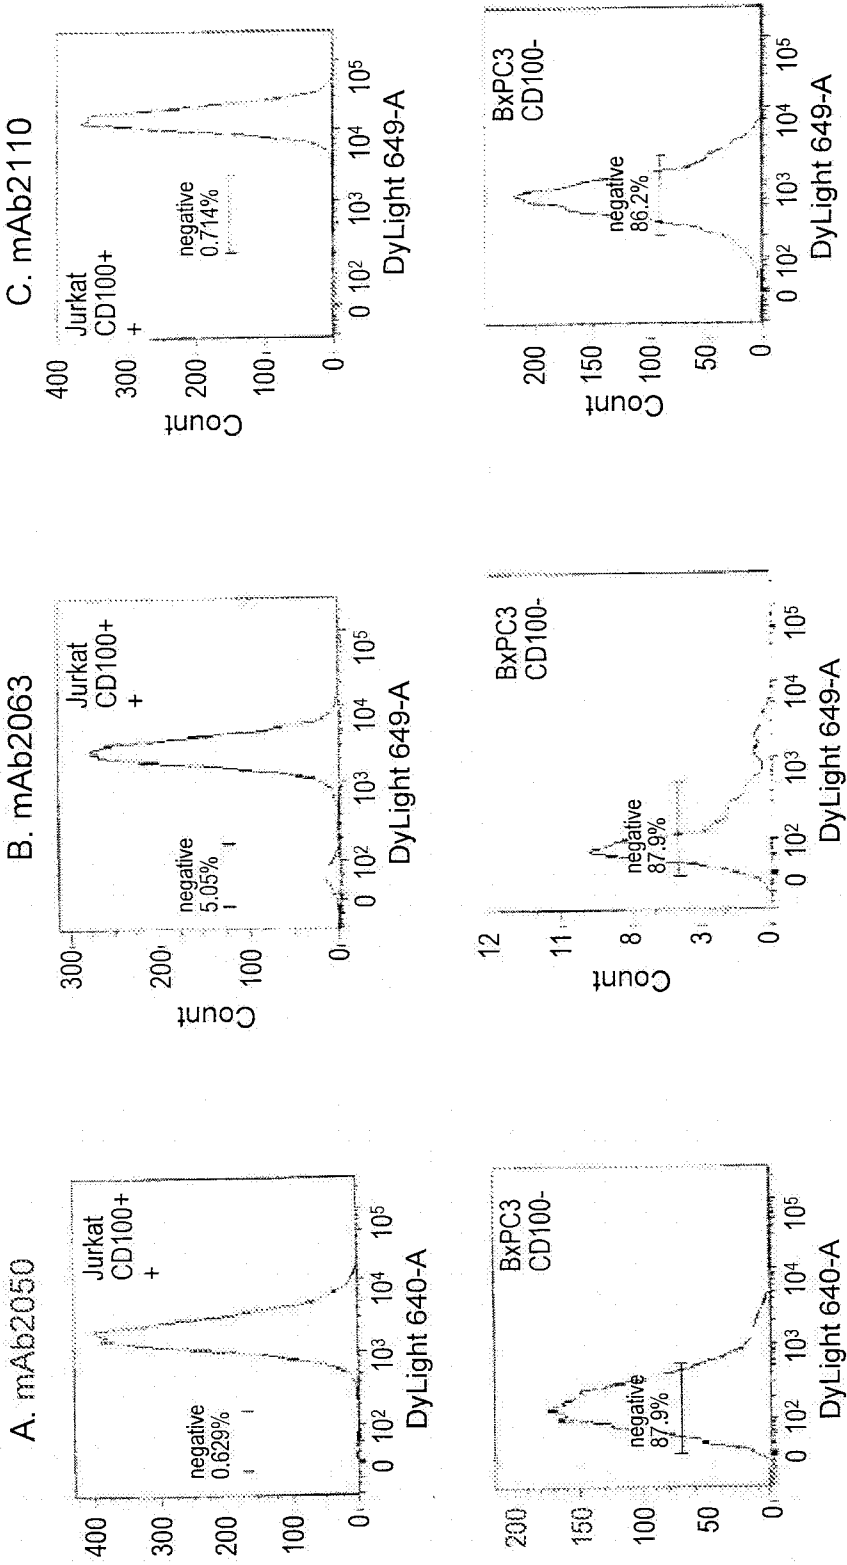 A. mAb2050
Jurkat
CD100+
+
negative
0.629%
400
300
200
100
0
0 10² 10³ 10⁴ 10⁵
DyLight 640-A
BxPC3
CD100-
negative
87.9%
200
150
100
50
0
0 10² 10³ 10⁴ 10⁵
DyLight 640-A
B. mAb2063
Jurkat
CD100+
+
negative
5.05%
Count
300
200
100
0
0 10² 10³ 10⁴ 10⁵
DyLight 649-A
BxPC3
CD100-
negative
87.9%
Count
12
11
8
3
0
0 10² 10³ 10⁴ 10⁵
DyLight 649-A
C. mAb2110
Jurkat
CD100+
+
negative
0.714%
Count
400
300
200
100
0
0 10² 10³ 10⁴ 10⁵
DyLight 649-A
BxPC3
CD100-
negative
86.2%
Count
200
150
100
50
0
0 10² 10³ 10⁴ 10⁵
DyLight 649-A